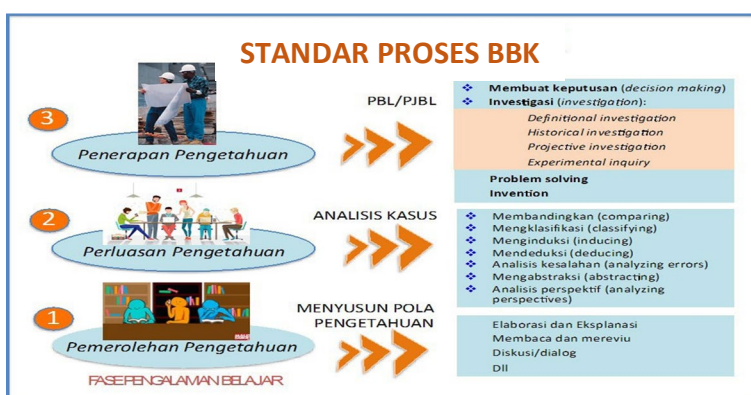 STANDAR PROSES BBK
3
Penerapan Pengetahuan
PBL/PJBL
Membuat keputusan (decision making)
Investigasi (investigation):
Definitional investigation
Historical investigation
Projective investigation
Experimental inquiry
Problem solving
Invention
2
Perluasan Pengetahuan
ANALISIS KASUS
Membandingkan (comparing)
Mengklasifikasi (classifying)
Menginduksi (inducing)
Mendeduksi (deducing)
Analisis kesalahan (analyzing errors)
Mengabstraksi (abstracting)
Analisis perspektif (analyzing
perspectives)
1
Pemerolehan Pengetahuan
MENYUSUN POLA
PENGETAHUAN
Elaborasi dan Eksplanasi
Membaca dan mereviu
Diskusi/dialog
Dll
FASE PENGALAMAN BELAJAR